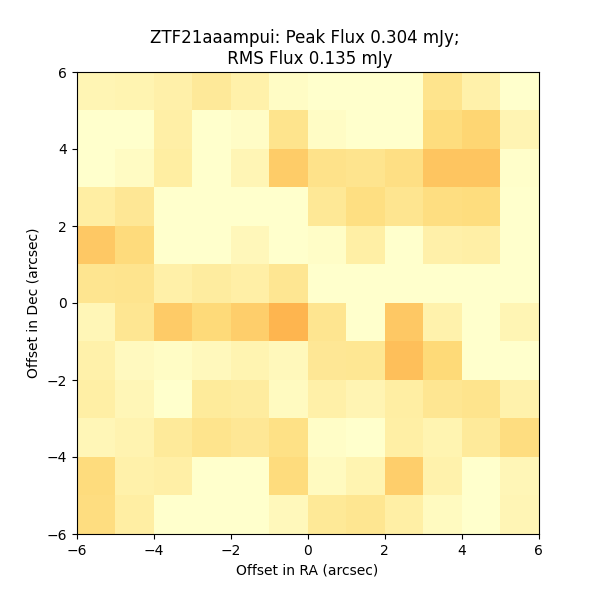 ZTF21aaampui: Peak Flux 0.304 mJy;
RMS Flux 0.135 mJy
6
4
2
0
−2
−4
−6
Offset in Dec (arcsec)
−6 −4 −2 0 2 4 6
Offset in RA (arcsec)